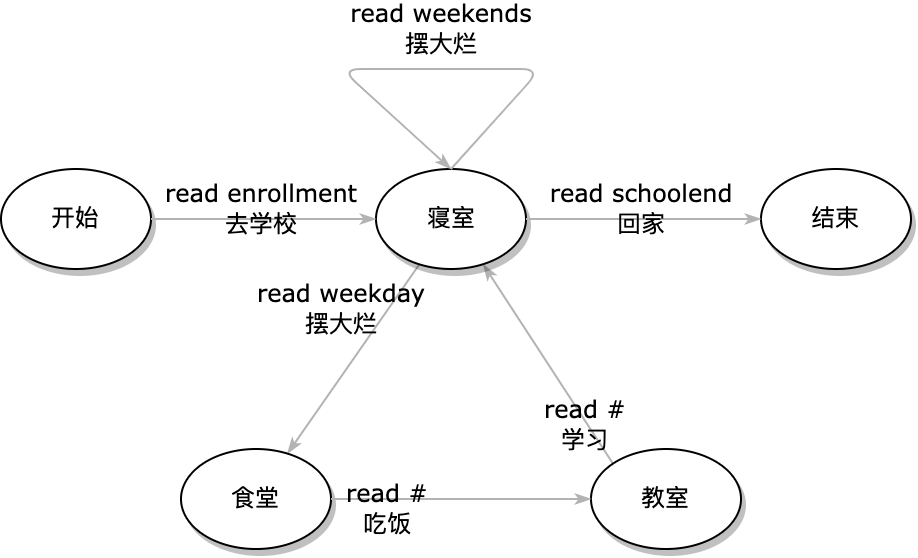 read weekends
摆大烂
开始
read enrollment
去学校
寝室
read schoolend
回家
结束
read weekday
摆大烂
read #
学习
食堂
read #
吃饭
教室